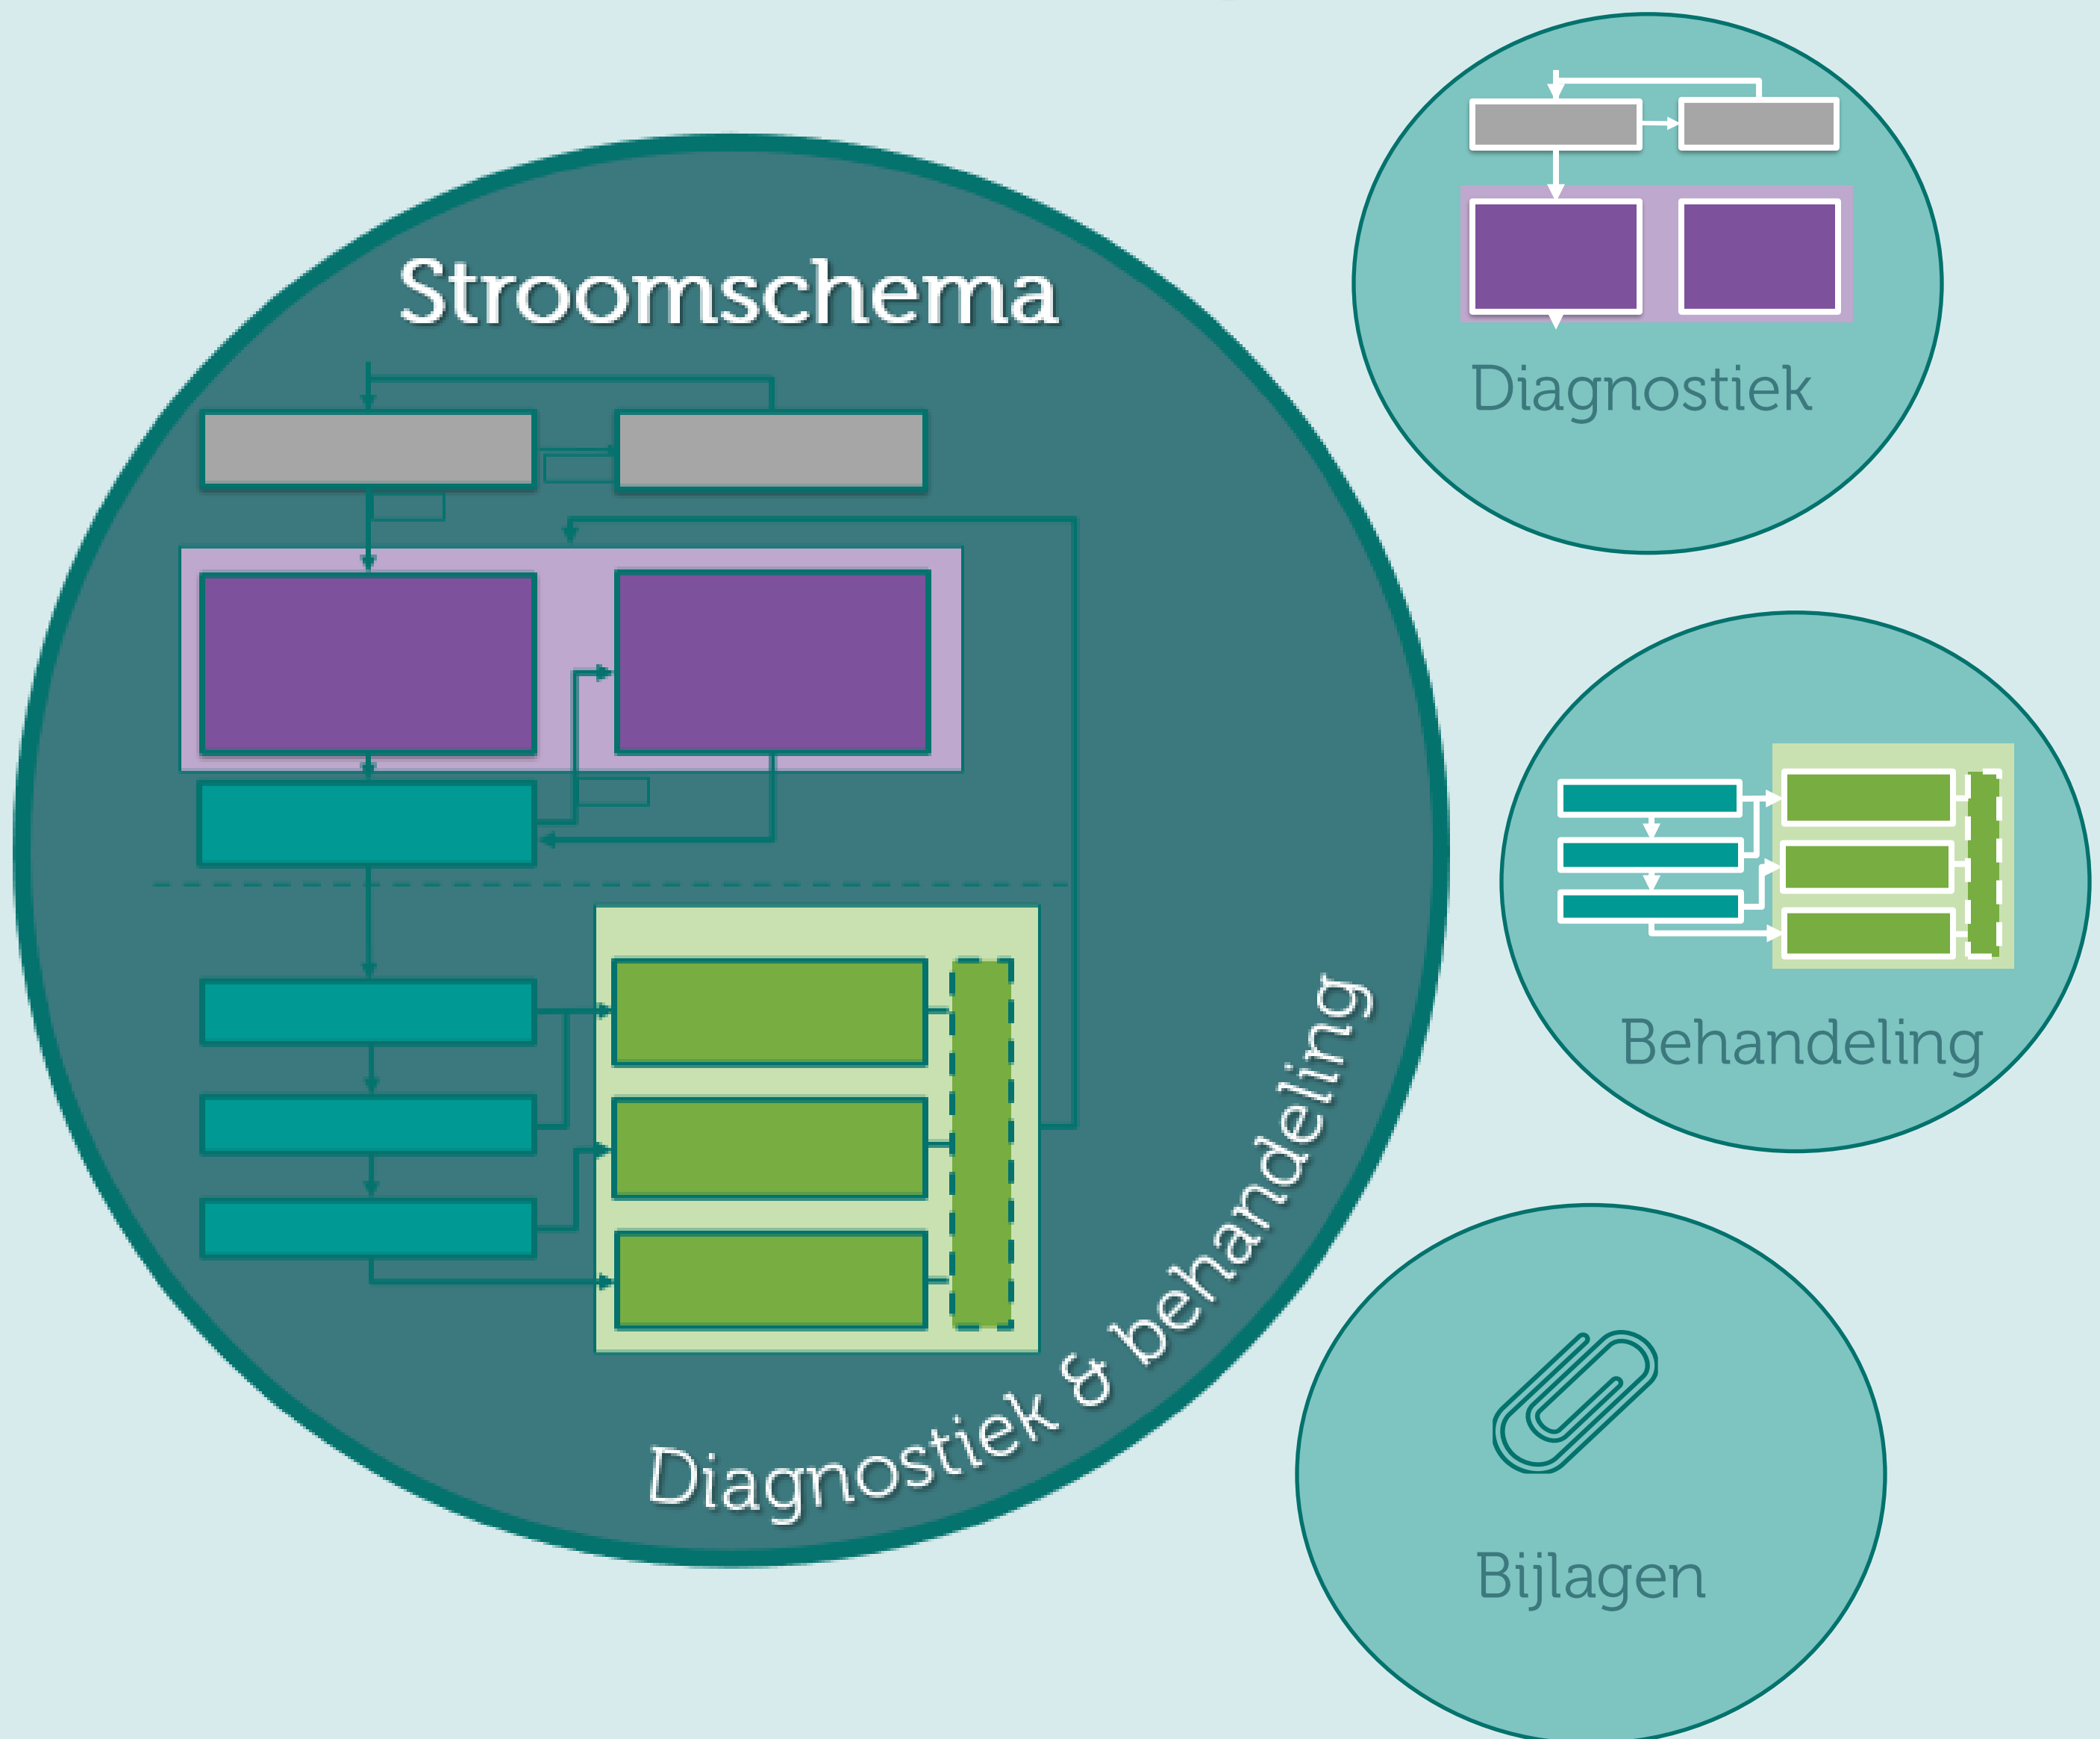 Stroomschema
Diagnostiek & behandeling
Diagnostiek
Behandeling
Bijlagen